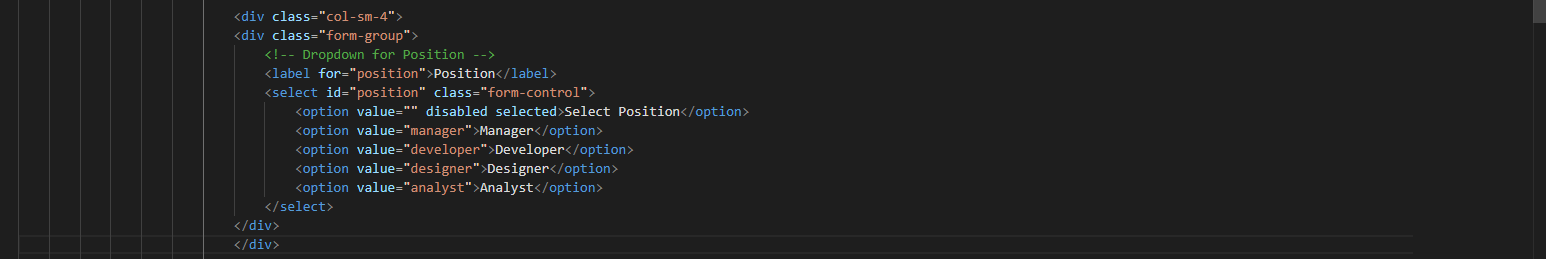 <div class="col-sm-4">
<div class="form-group">
<!-- Dropdown for Position -->
<label for="position">Position</label>
<select id="position" class="form-control">
<option value="" disabled selected>Select Position</option>
<option value="manager">Manager</option>
<option value="developer">Developer</option>
<option value="designer">Designer</option>
<option value="analyst">Analyst</option>
</select>
</div>
</div>